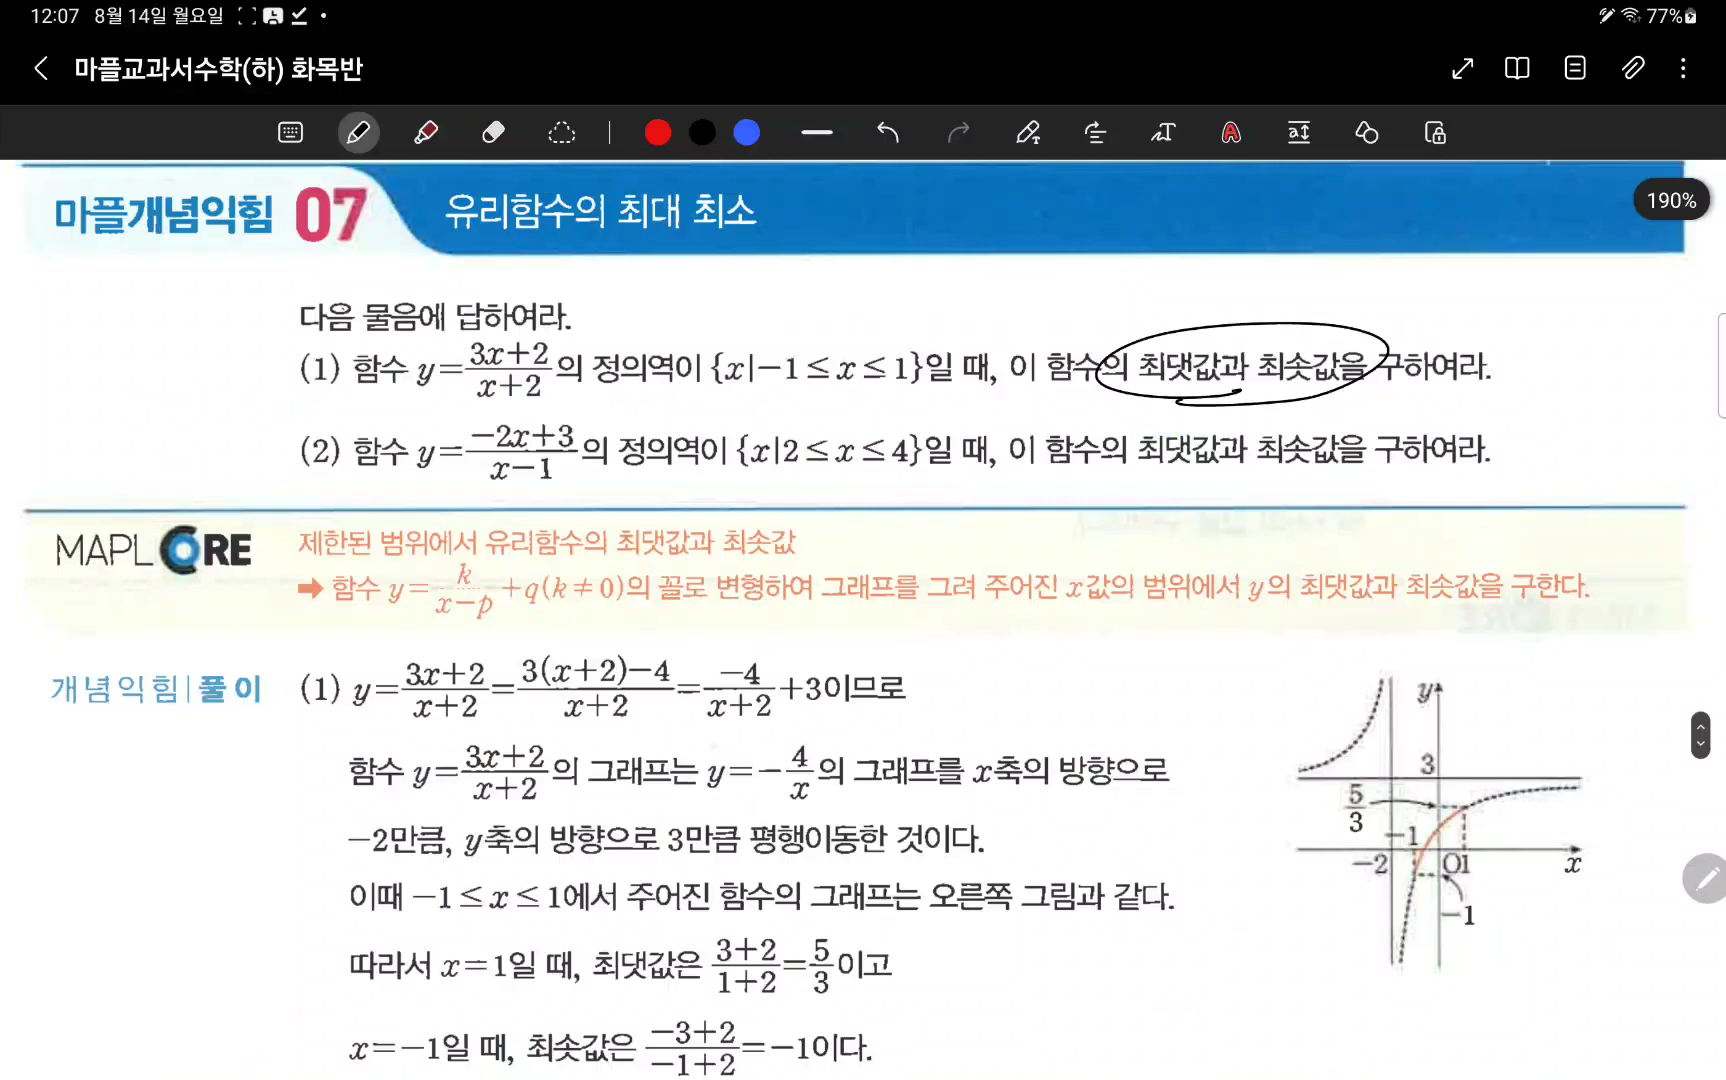 12:07 8월 14일 월요일
77%
마플교과서수학(하) 화목반
190%
마플개념익힘 07 유리함수의 최대 최소
다음 물음에 답하여라.
(1) 함수 y=\frac{3x+2}{x+2}의 정의역이 {x|−1≤x≤1}일 때, 이 함수의 최댓값과 최솟값을 구하여라.
(2) 함수 y=\frac{-2x+3}{x-1}의 정의역이 {x|2≤x≤4}일 때, 이 함수의 최댓값과 최솟값을 구하여라.
MAPL CORE 제한된 범위에서 유리함수의 최댓값과 최솟값
➡ 함수 y=\frac{k}{x-p}+q(k≠0)의 꼴로 변형하여 그래프를 그려 주어진 x값의 범위에서 y의 최댓값과 최솟값을 구한다.
개념익힘|풀이 (1) y=\frac{3x+2}{x+2}=\frac{3(x+2)-4}{x+2}=\frac{-4}{x+2}+3이므로
함수 y=\frac{3x+2}{x+2}의 그래프는 y=−\frac{4}{x}의 그래프를 x축의 방향으로
−2만큼, y축의 방향으로 3만큼 평행이동한 것이다.
이때 −1≤x≤1에서 주어진 함수의 그래프는 오른쪽 그림과 같다.
따라서 x=1일 때, 최댓값은 \frac{3+2}{1+2}=\frac{5}{3}이고
x=−1일 때, 최솟값은 \frac{-3+2}{-1+2}=−1이다.
y
3
\frac{5}{3}
−1
−2 O 1 x
−1